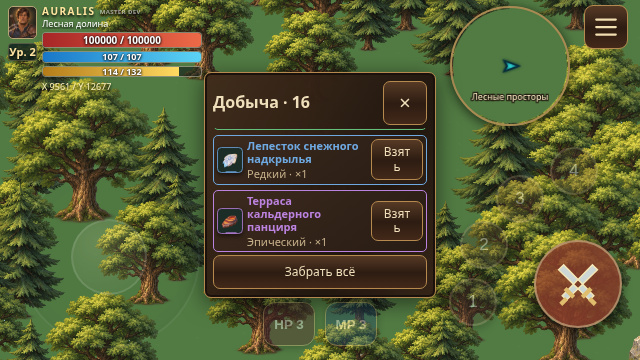 AURALIS MASTER DEV
Лесная долина
100000 / 100000
Ур. 2
107 / 107
114 / 132
Добыча · 16
×
Лепесток снежного
надкрылья
Редкий · ×1
Взят
ь
Терраса
кальдерного
панциря
Эпический · ×1
Взят
ь
Забрать всё
Лесные просторы
4
3
2
1
HP 3
MP 3